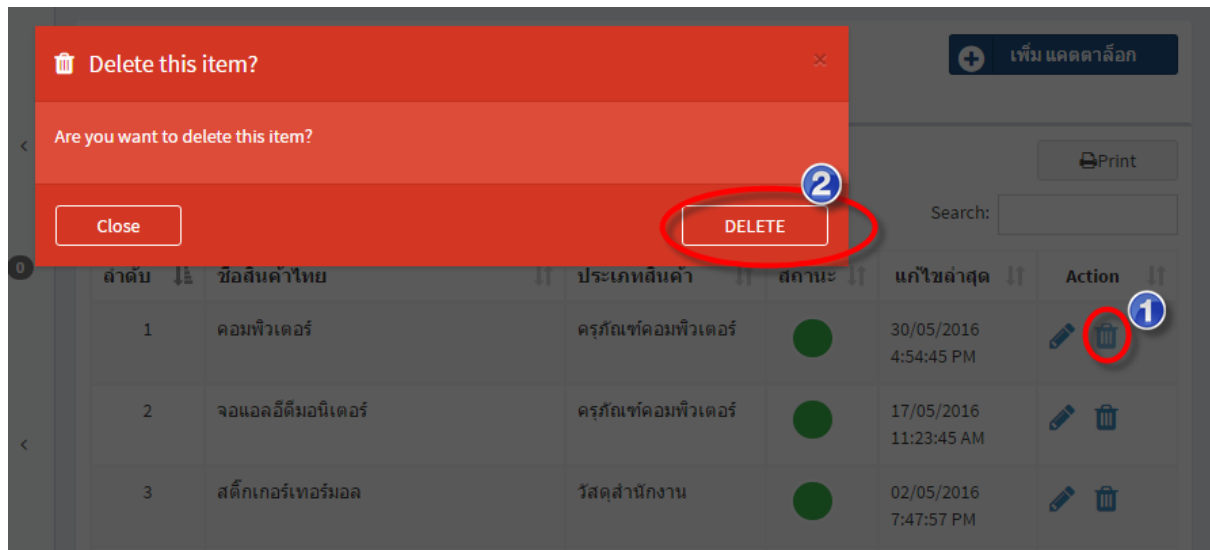 Delete this item?
×
เพิ่ม แคตตาล็อก
Are you want to delete this item?
Print
2
Close
DELETE
Search:
0
ลำดับ ชื่อสินค้าไทย ประเภทสินค้า สถานะ แก้ไขล่าสุด Action
1
1 คอมพิวเตอร์ ครุภัณฑ์คอมพิวเตอร์ 30/05/2016
4:54:45 PM
2 จอแอลอีดีมอนิเตอร์ ครุภัณฑ์คอมพิวเตอร์ 17/05/2016
11:23:45 AM
3 สติ๊กเกอร์เทอร์มอล วัสดุสำนักงาน 02/05/2016
7:47:57 PM